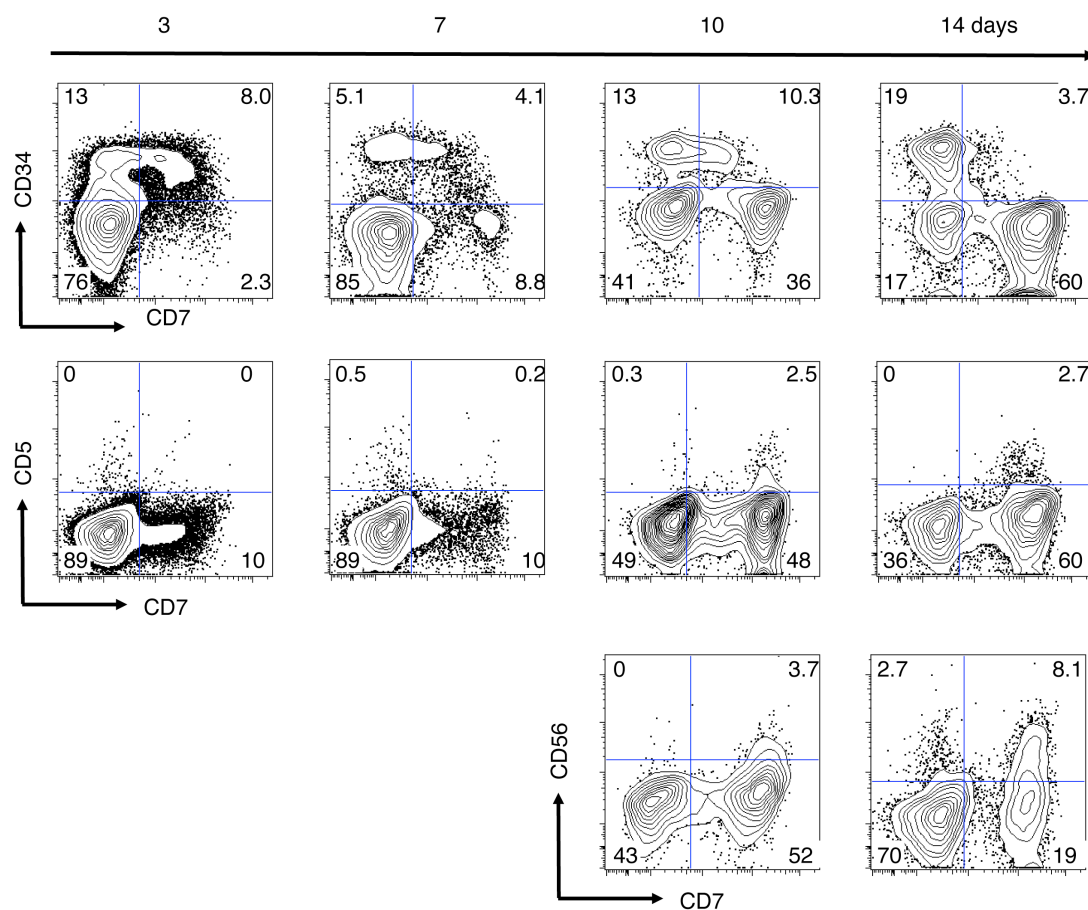 3 7 10 14 days
13 8.0 5.1 4.1 13 10.3 19 3.7
CD34
76 2.3 85 8.8 41 36 17 60
CD7
0 0 0.5 0.2 0.3 2.5 0 2.7
CD5
89 10 89 10 49 48 36 60
CD7
0 3.7 2.7 8.1
CD56
43 52 70 19
CD7